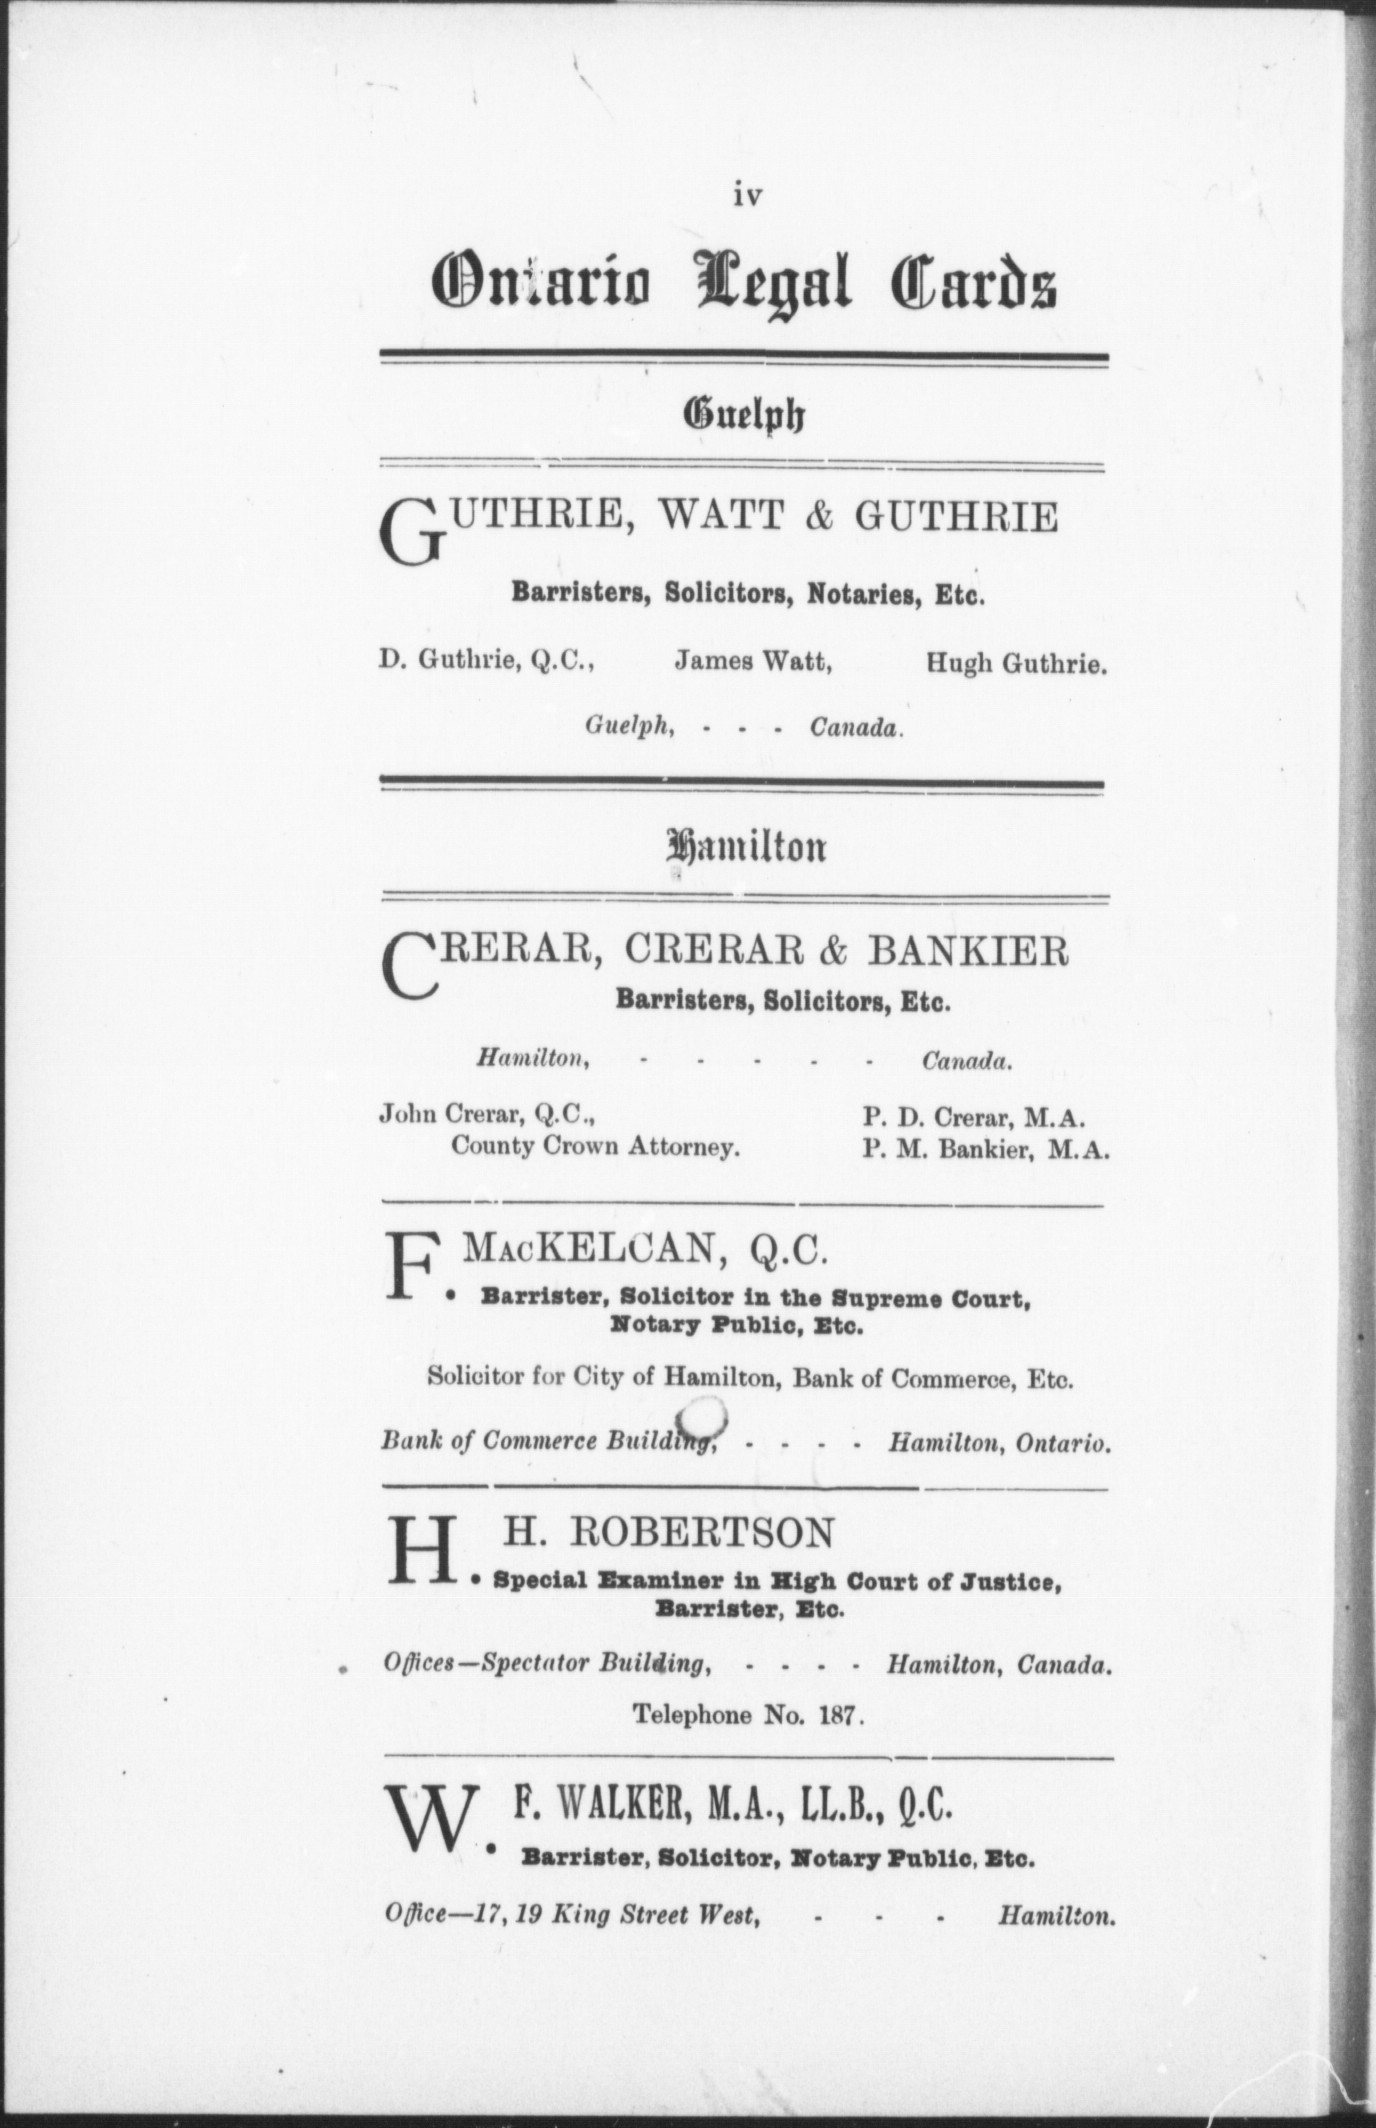 iv
Ontario Legal Cards
Guelph
GUTHRIE, WATT & GUTHRIE
Barristers, Solicitors, Notaries, Etc.
D. Guthrie, Q.C., James Watt, Hugh Guthrie.
Guelph, - - - Canada.
Hamilton
CRERAR, CRERAR & BANKIER
Barristers, Solicitors, Etc.
Hamilton, - - - - - Canada.
John Crerar, Q.C., P. D. Crerar, M.A.
County Crown Attorney. P. M. Bankier, M.A.
F. MacKELCAN, Q.C.
Barrister, Solicitor in the Supreme Court,
Notary Public, Etc.
Solicitor for City of Hamilton, Bank of Commerce, Etc.
Bank of Commerce Building, - - - - Hamilton, Ontario.
H. H. ROBERTSON
Special Examiner in High Court of Justice,
Barrister, Etc.
Offices—Spectator Building, - - - - Hamilton, Canada.
Telephone No. 187.
W. F. WALKER, M.A., LL.B., Q.C.
Barrister, Solicitor, Notary Public, Etc.
Office—17, 19 King Street West, - - - Hamilton.